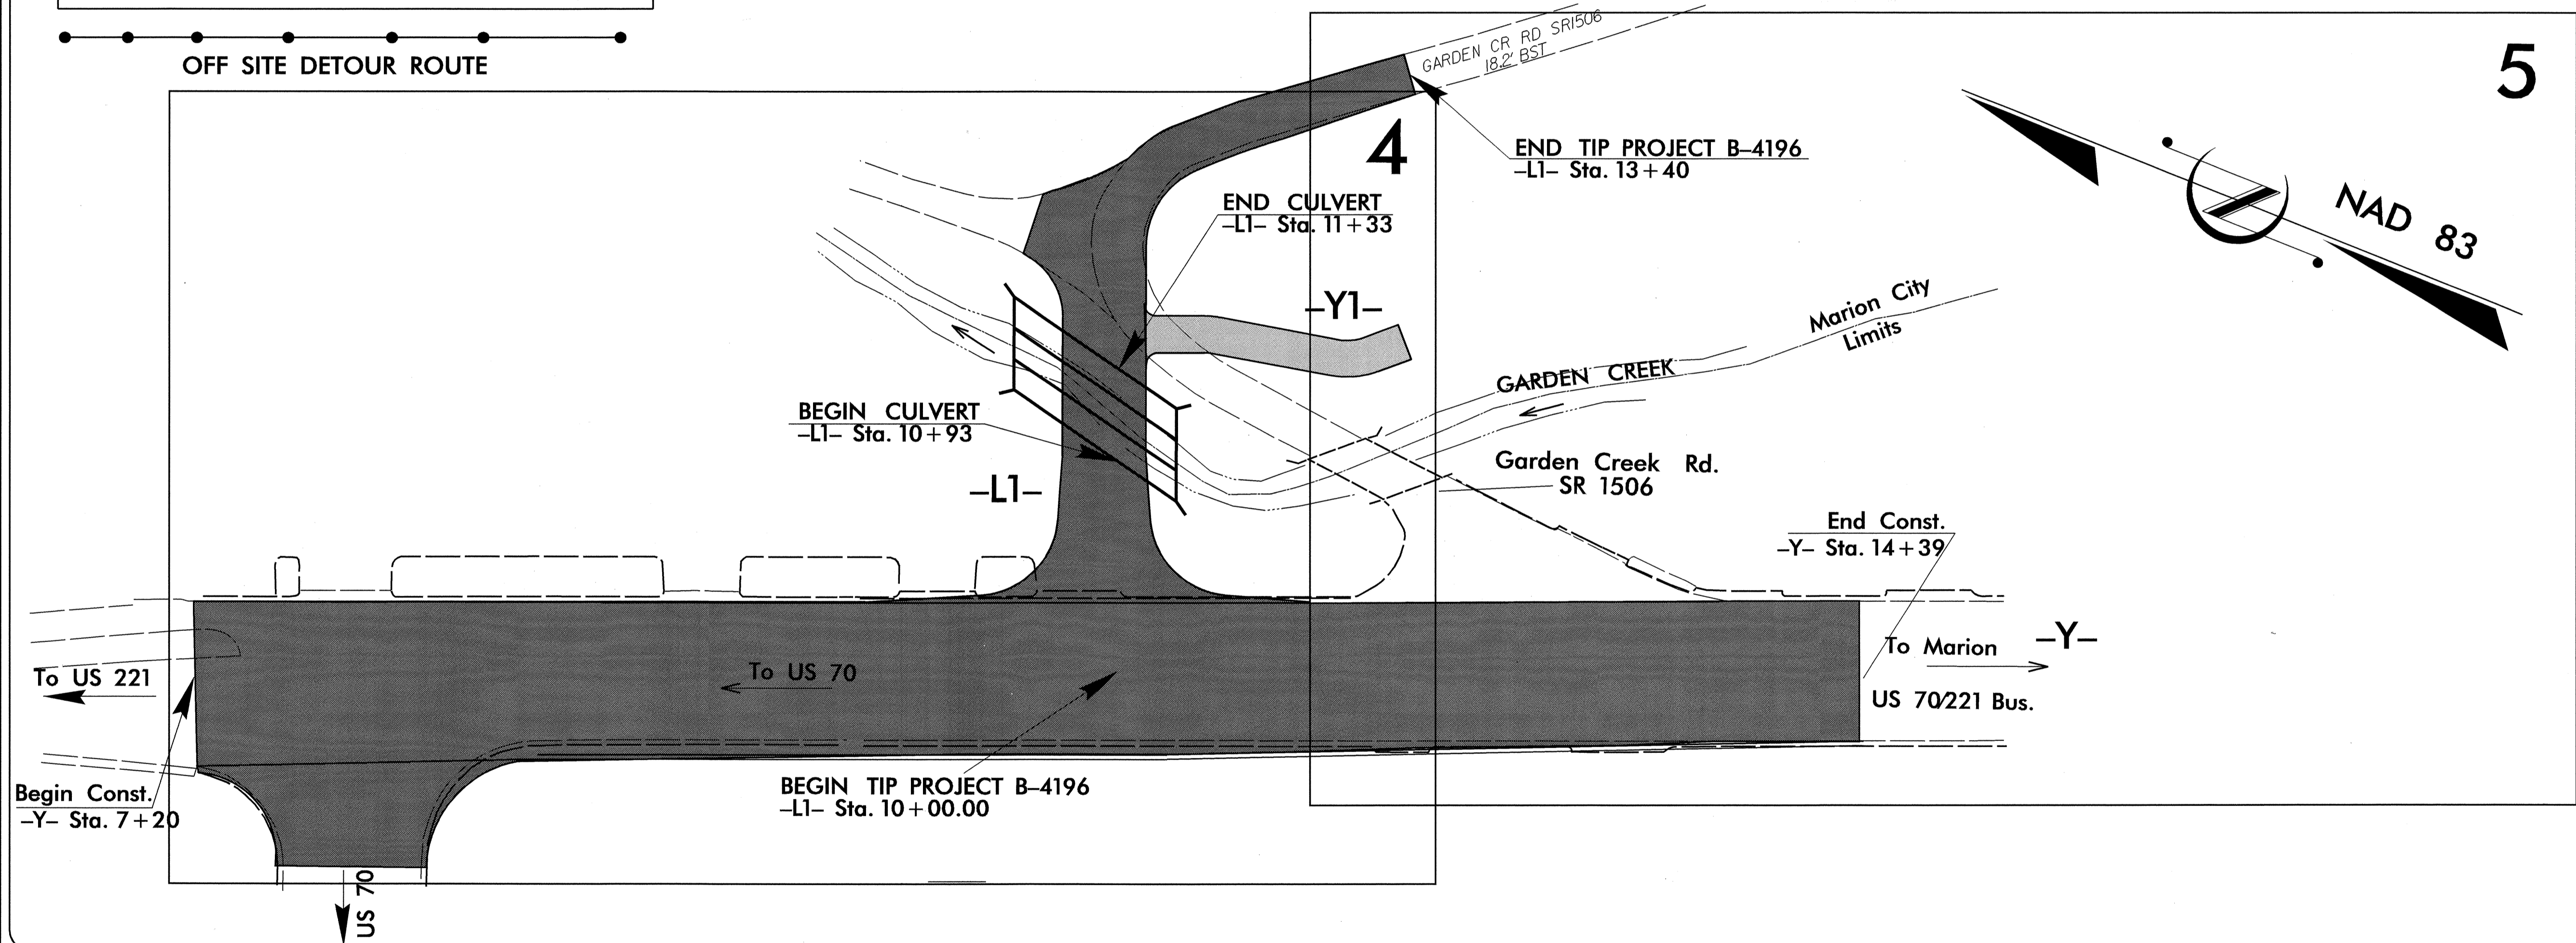 OFF SITE DETOUR ROUTE
GARDEN CR RD SR1506
18.2' BST
5
4
END TIP PROJECT B-4196
-L1- Sta. 13+40
NAD 83
END CULVERT
-L1- Sta. 11+33
-Y1-
Marion City
Limits
GARDEN CREEK
BEGIN CULVERT
-L1- Sta. 10+93
-L1-
Garden Creek Rd.
SR 1506
End Const.
-Y- Sta. 14+39
To US 221
To US 70
To Marion
-Y-
US 70/221 Bus.
Begin Const.
-Y- Sta. 7+20
BEGIN TIP PROJECT B-4196
-L1- Sta. 10+00.00
US 70